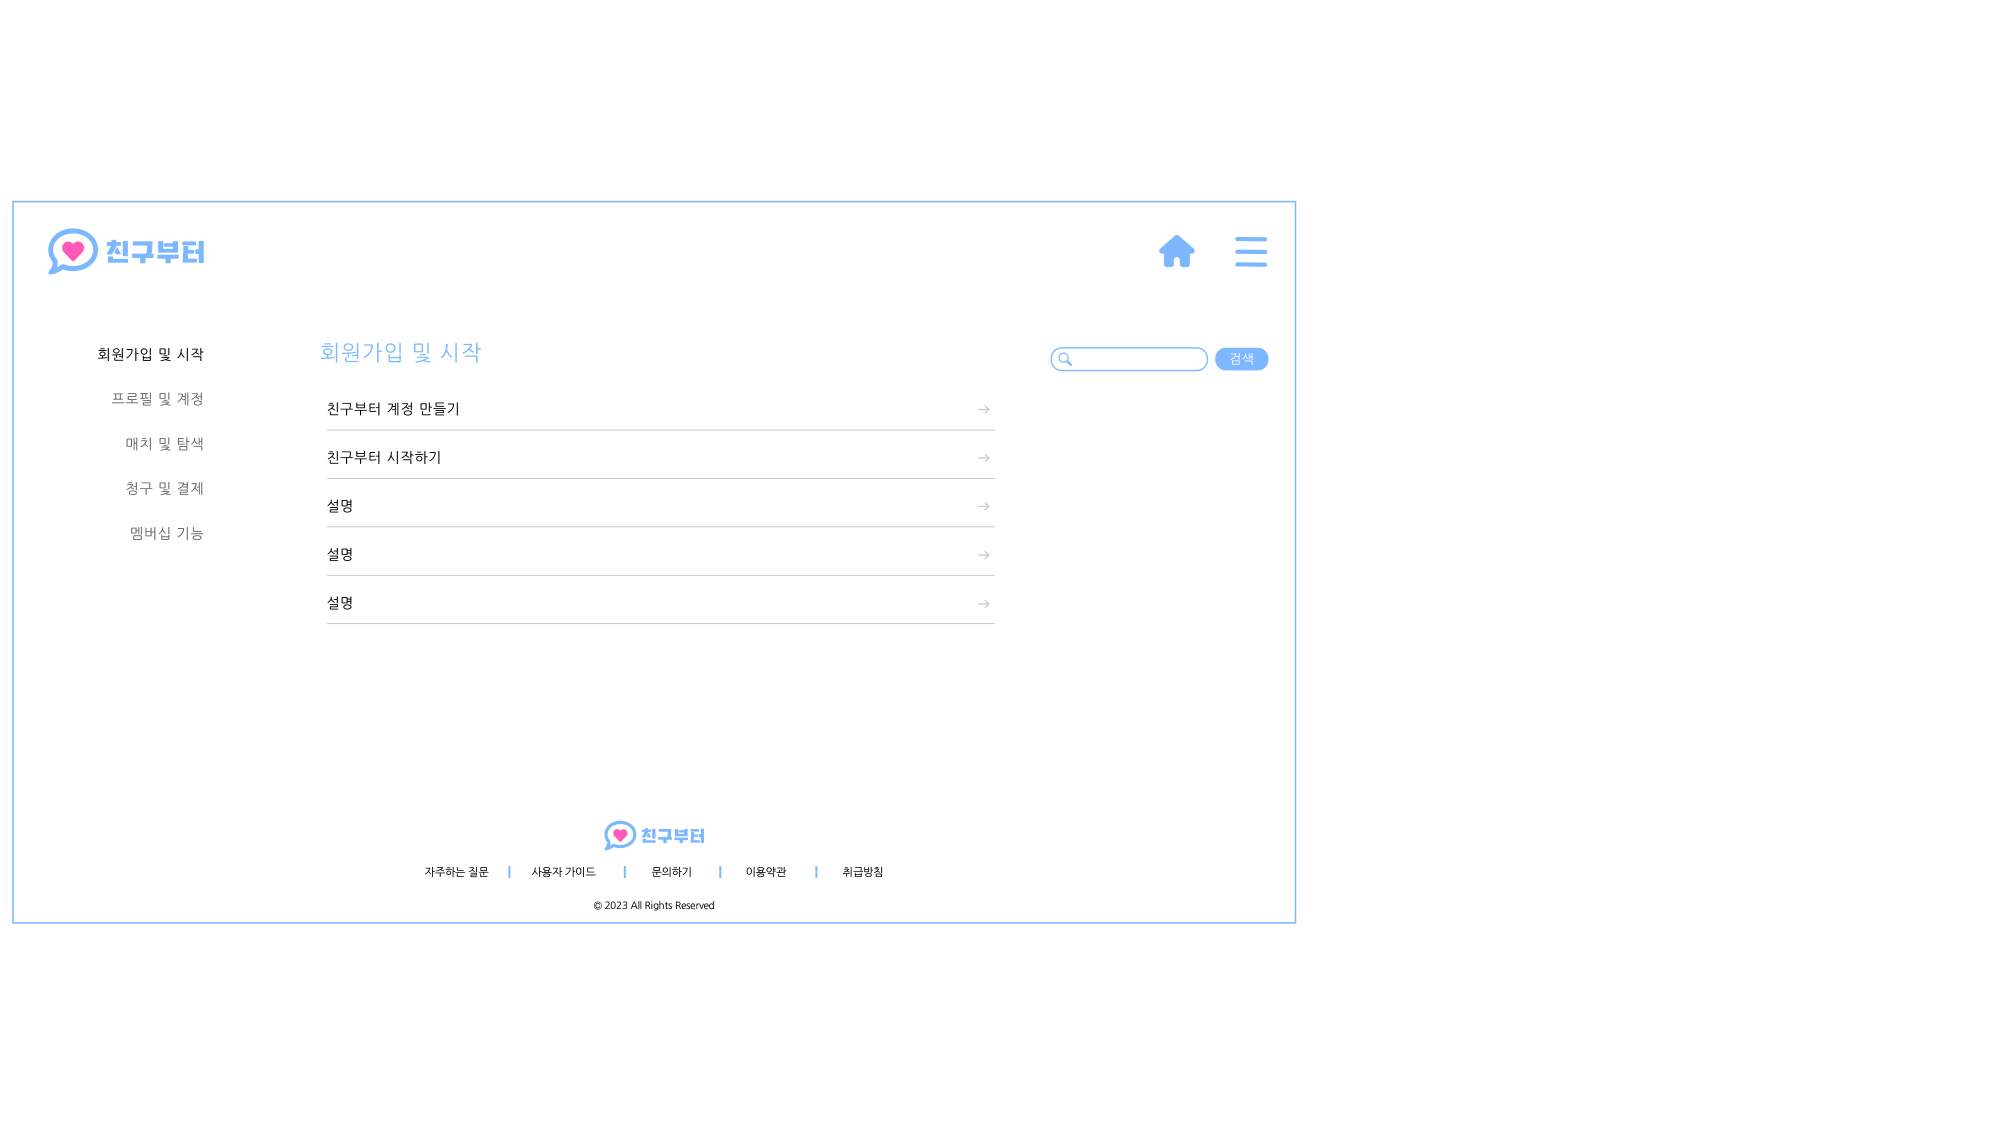 친구부터
회원가입 및 시작
프로필 및 계정
매치 및 탐색
청구 및 결제
멤버십 기능
회원가입 및 시작
검색
친구부터 계정 만들기
친구부터 시작하기
설명
설명
설명
친구부터
자주하는 질문 | 사용자 가이드 | 문의하기 | 이용약관 | 취급방침
© 2023 All Rights Reserved